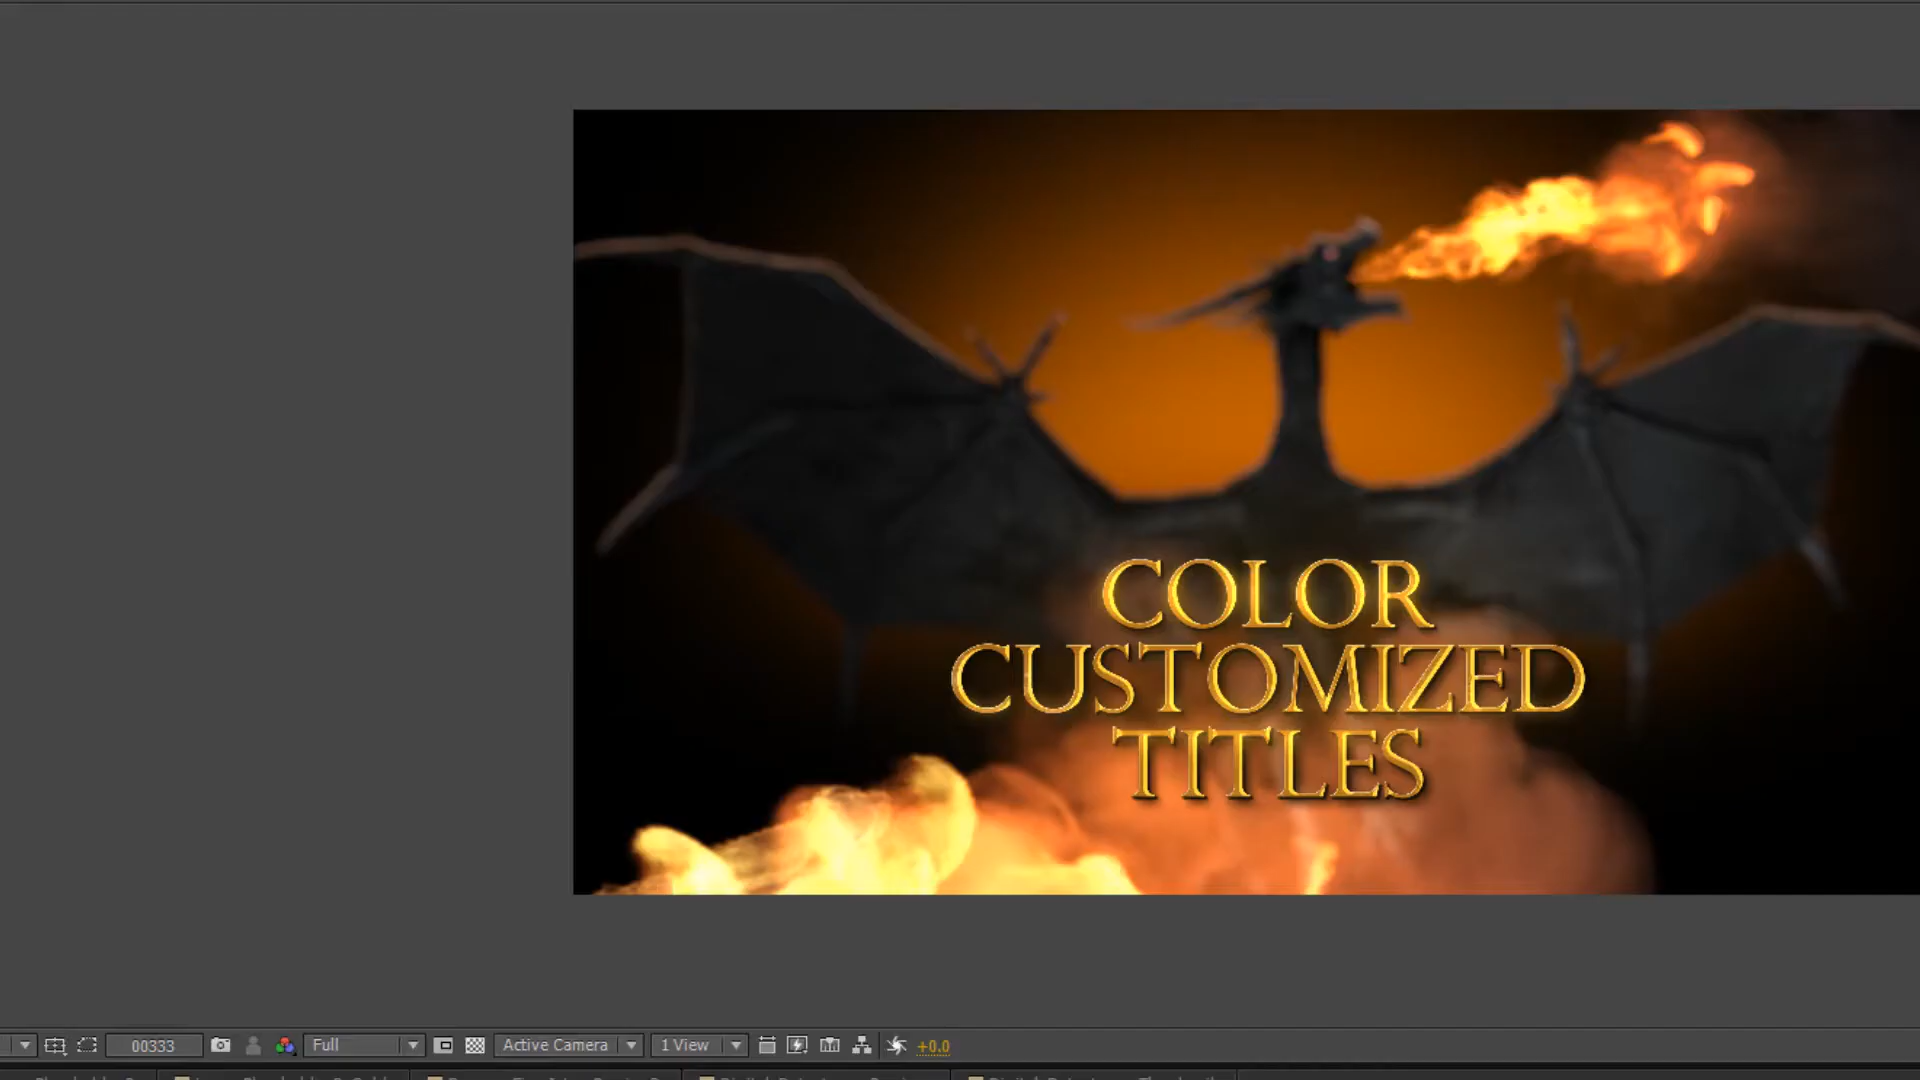 COLOR
CUSTOMIZED
TITLES
00333
Full
Active Camera
1 View
+0.0